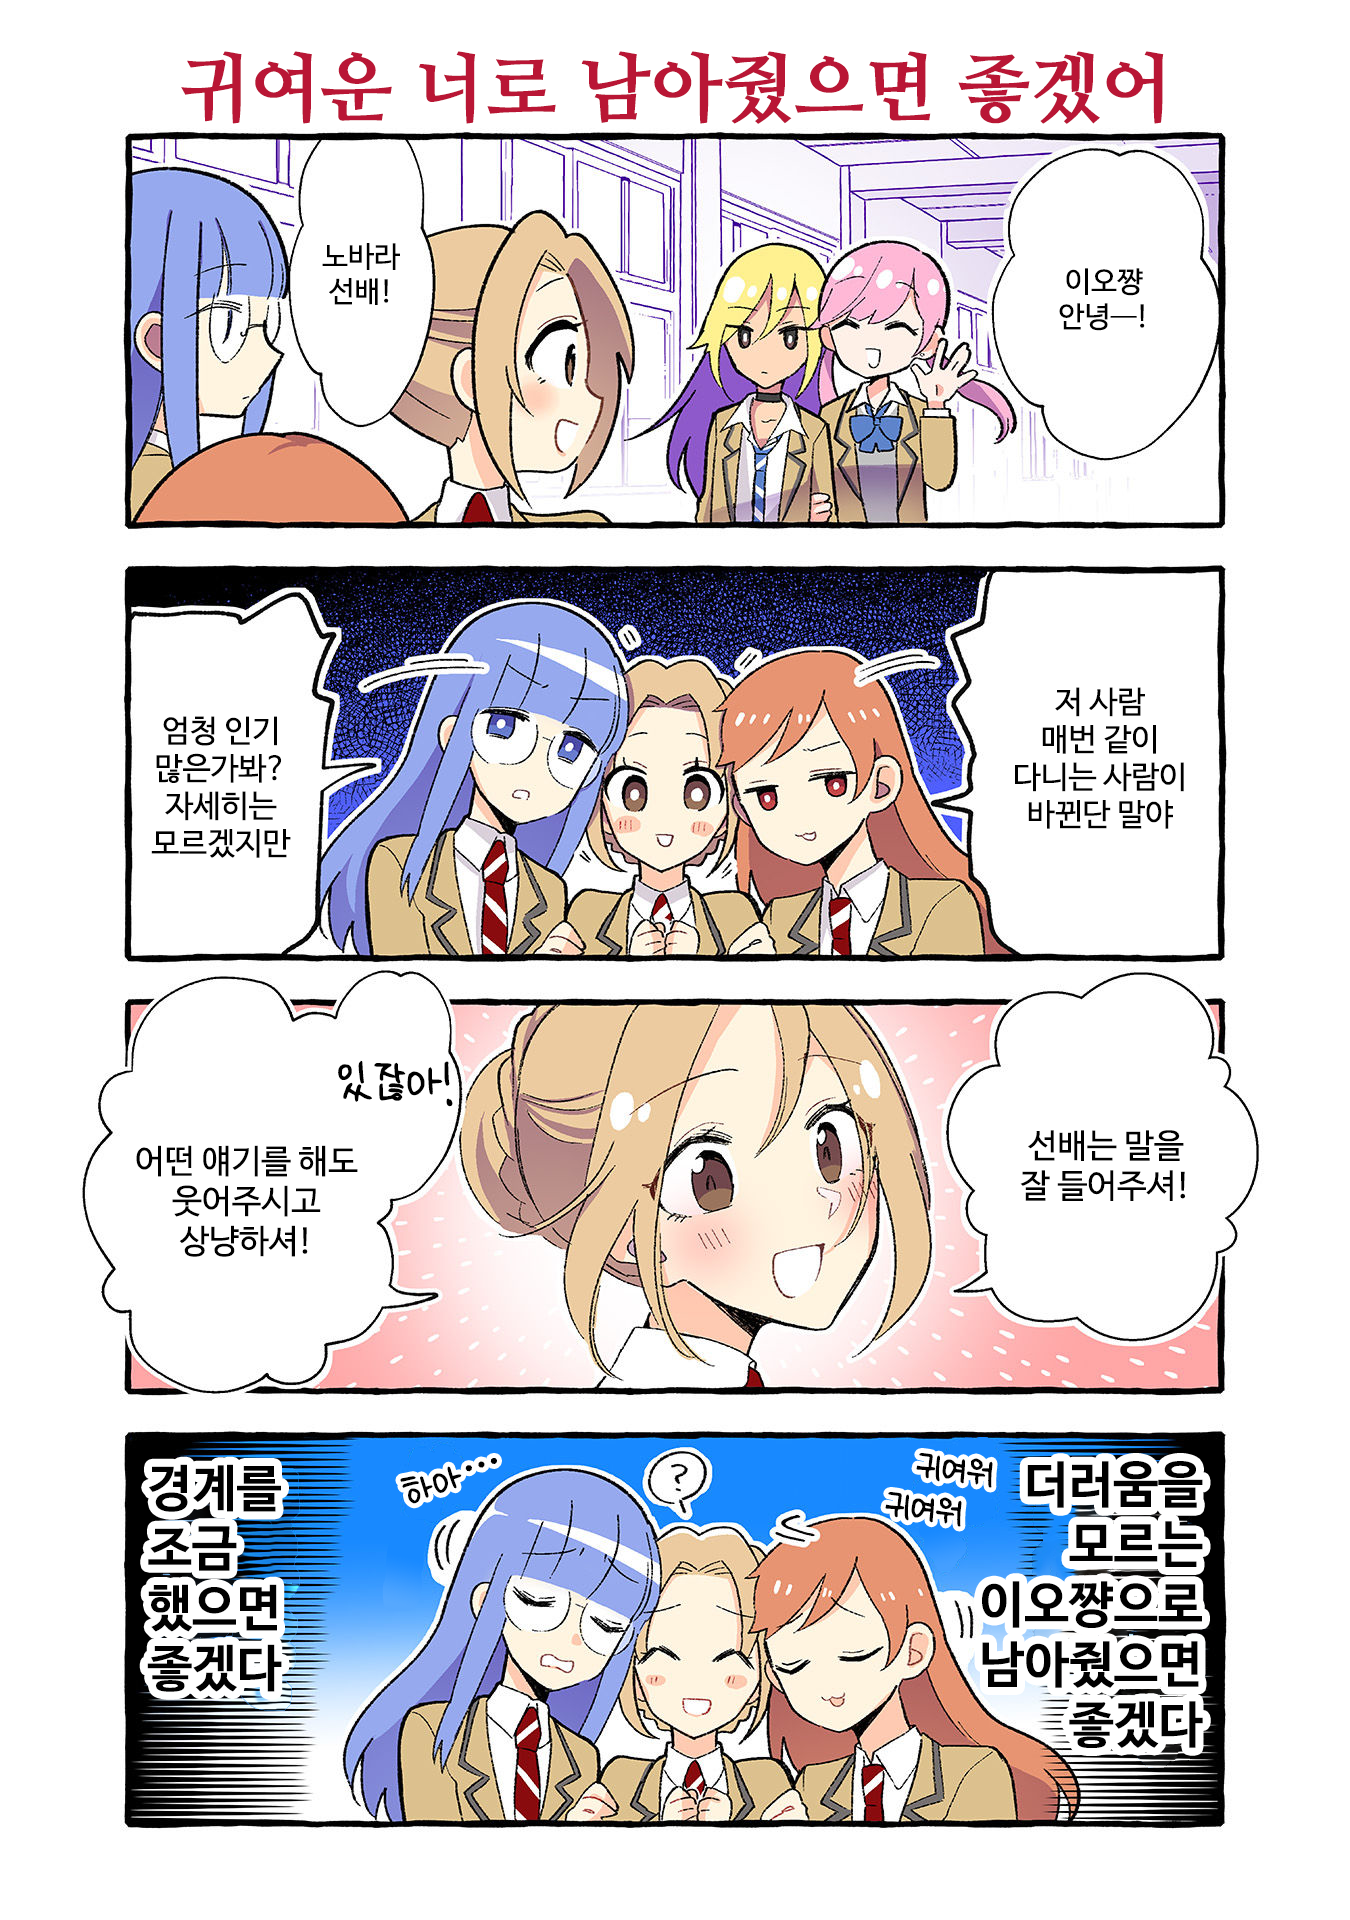 귀여운 너로 남아줬으면 좋겠어
이오쨩
안녕―!
노바라
선배!
저 사람
매번 같이
다니는 사람이
바뀐단 말야
엄청 인기
많은가봐?
자세히는
모르겠지만
선배는 말을
잘 들어주셔!
있잖아!
어떤 얘기를 해도
웃어주시고
상냥하셔!
더러움을
모르는
이오쨩으로
남아줬으면
좋겠다
귀여워
귀여워
?
하아…
경계를
조금
했으면
좋겠다